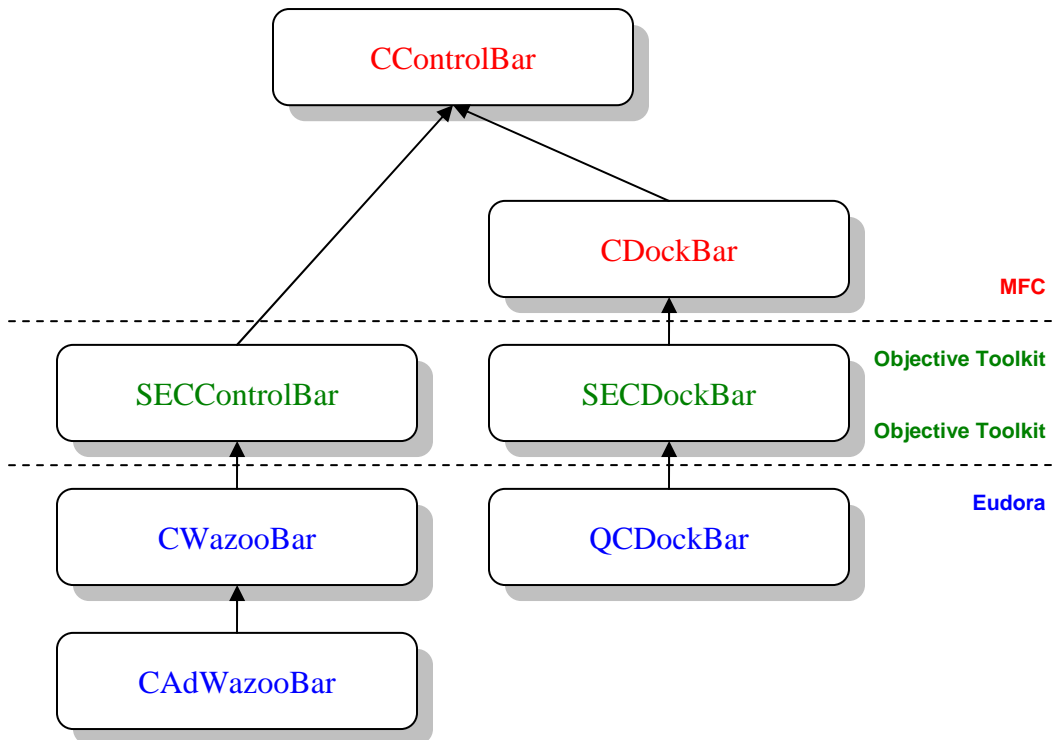 CControlBar
CDockBar
MFC
SECControlBar
SECDockBar
Objective Toolkit
Objective Toolkit
CWazooBar
QCDockBar
Eudora
CAdWazooBar